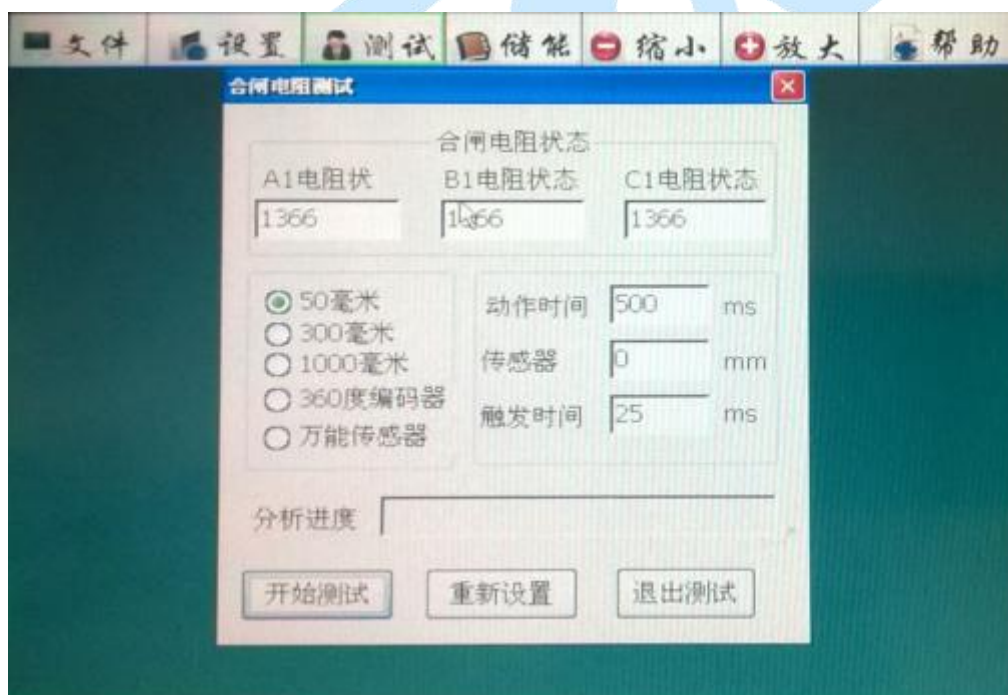 文件 设置 测试 储能 缩小 放大 帮助
合闸电阻测试
合闸电阻状态
A1电阻状 B1电阻状态 C1电阻状态
1366 1366 1366
50毫米
300毫米
1000毫米
360度编码器
万能传感器
动作时间 500 ms
传感器 0 mm
触发时间 25 ms
分析进度
开始测试 重新设置 退出测试